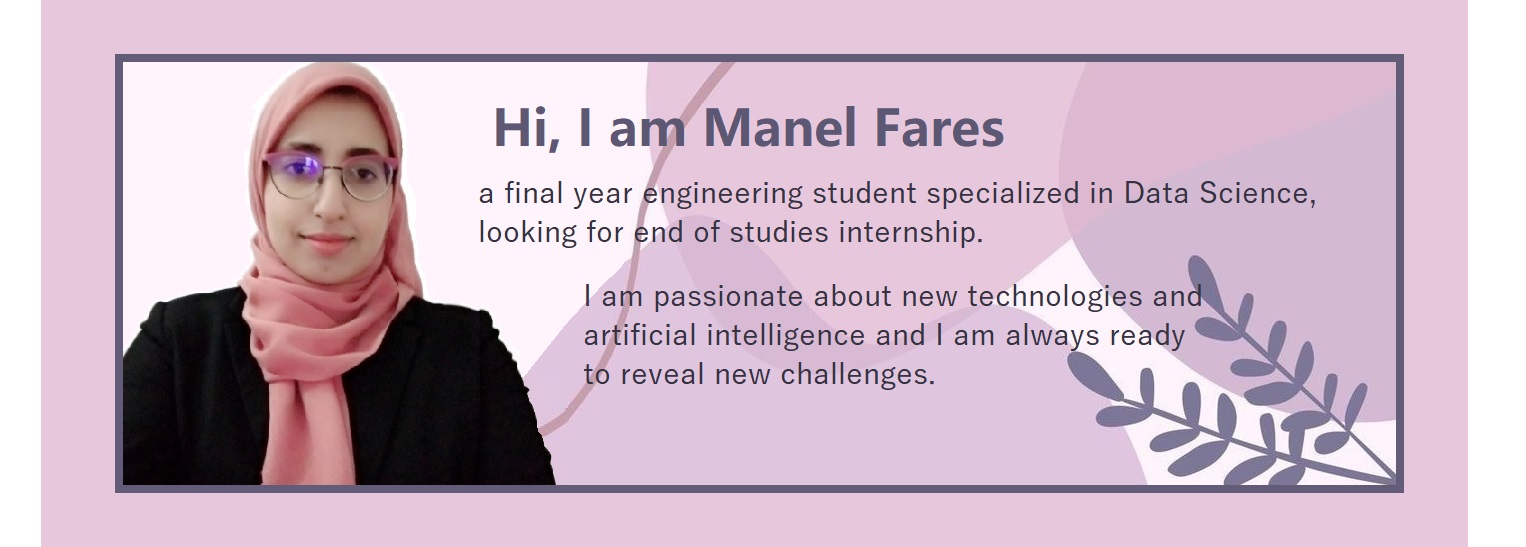 Hi, I am Manel Fares
a final year engineering student specialized in Data Science,
looking for end of studies internship.
I am passionate about new technologies and
artificial intelligence and I am always ready
to reveal new challenges.